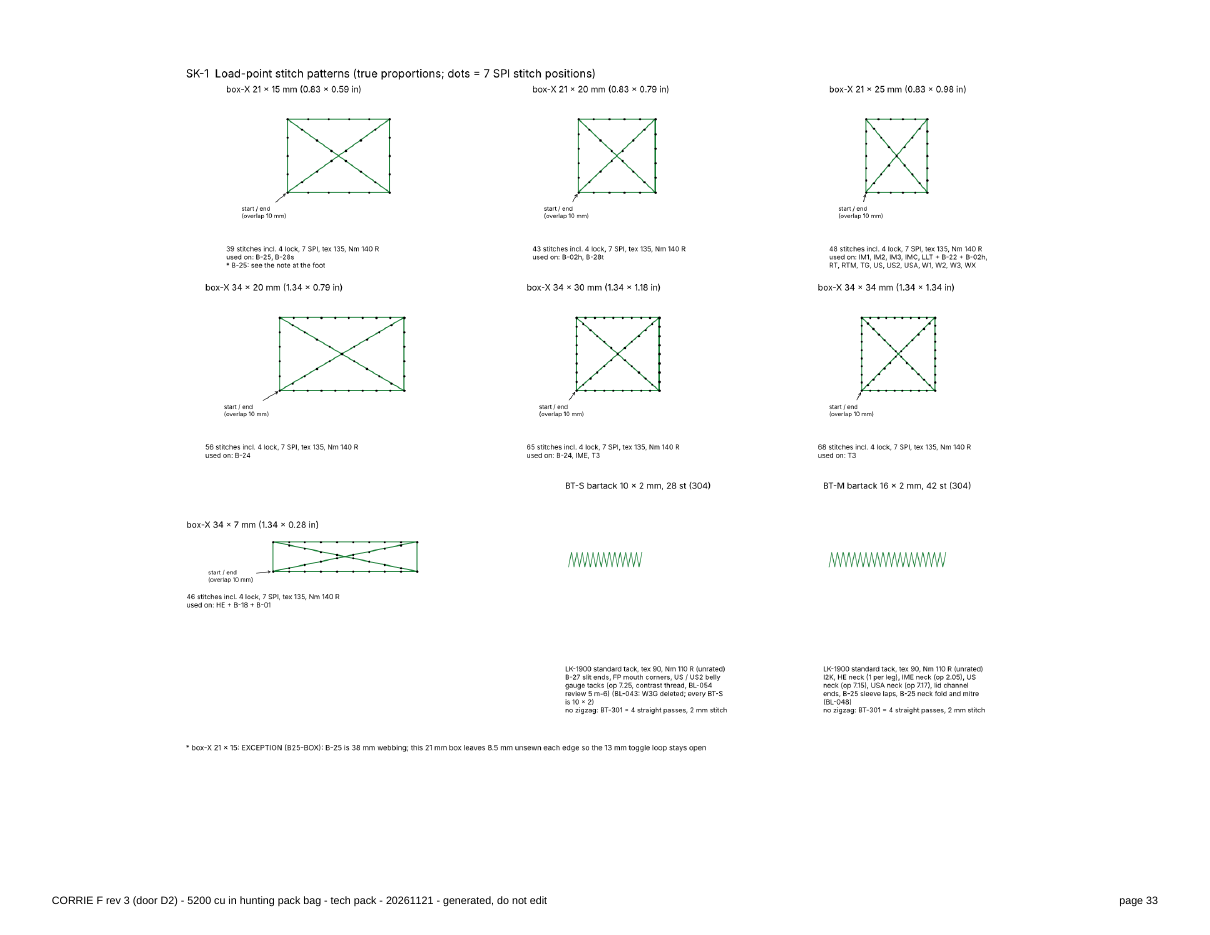 SK-1 Load-point stitch patterns (true proportions; dots = 7 SPI stitch positions)
box-X 21 × 15 mm (0.83 × 0.59 in)
start / end
(overlap 10 mm)
39 stitches incl. 4 lock, 7 SPI, tex 135, Nm 140 R
used on: B-25, B-28s
* B-25: see the note at the foot
box-X 21 × 20 mm (0.83 × 0.79 in)
start / end
(overlap 10 mm)
43 stitches incl. 4 lock, 7 SPI, tex 135, Nm 140 R
used on: B-02h, B-28t
box-X 21 × 25 mm (0.83 × 0.98 in)
start / end
(overlap 10 mm)
48 stitches incl. 4 lock, 7 SPI, tex 135, Nm 140 R
used on: IM1, IM2, IM3, IMC, LLT + B-22 + B-02h,
RT, RTM, TG, US, US2, USA, W1, W2, W3, WX
box-X 34 × 20 mm (1.34 × 0.79 in)
start / end
(overlap 10 mm)
56 stitches incl. 4 lock, 7 SPI, tex 135, Nm 140 R
used on: B-24
box-X 34 × 30 mm (1.34 × 1.18 in)
start / end
(overlap 10 mm)
65 stitches incl. 4 lock, 7 SPI, tex 135, Nm 140 R
used on: B-24, IME, T3
box-X 34 × 34 mm (1.34 × 1.34 in)
start / end
(overlap 10 mm)
68 stitches incl. 4 lock, 7 SPI, tex 135, Nm 140 R
used on: T3
box-X 34 × 7 mm (1.34 × 0.28 in)
start / end
(overlap 10 mm)
46 stitches incl. 4 lock, 7 SPI, tex 135, Nm 140 R
used on: HE + B-18 + B-01
BT-S bartack 10 × 2 mm, 28 st (304)
LK-1900 standard tack, tex 90, Nm 110 R (unrated)
B-27 slit ends, FP mouth corners, US / US2 belly
gauge tacks (op 7.25, contrast thread, BL-054
review 5 m-6) (BL-043: W3G deleted; every BT-S
is 10 × 2)
no zigzag: BT-301 = 4 straight passes, 2 mm stitch
BT-M bartack 16 × 2 mm, 42 st (304)
LK-1900 standard tack, tex 90, Nm 110 R (unrated)
I2K, HE neck (1 per leg), IME neck (op 2.05), US
neck (op 7.15), USA neck (op 7.17), lid channel
ends, B-25 sleeve laps, B-25 neck fold and mitre
(BL-048)
no zigzag: BT-301 = 4 straight passes, 2 mm stitch
* box-X 21 × 15: EXCEPTION (B25-BOX): B-25 is 38 mm webbing; this 21 mm box leaves 8.5 mm unsewn each edge so the 13 mm toggle loop stays open
CORRIE F rev 3 (door D2) - 5200 cu in hunting pack bag - tech pack - 20261121 - generated, do not edit
page 33